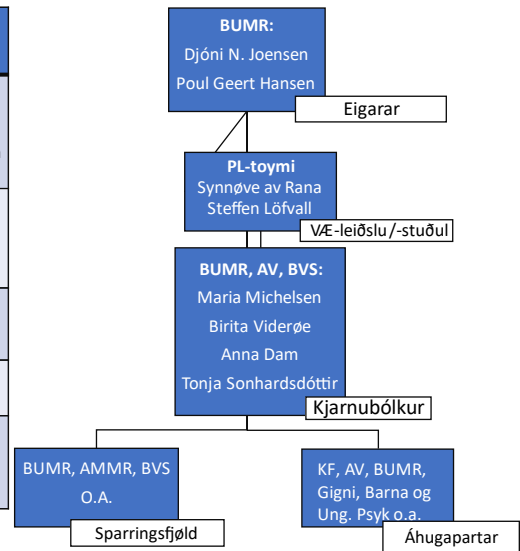 BUMR:
Djóni N. Joensen
Poul Geert Hansen
Eigarar
PL-toymi
Synnøve av Rana
Steffen Löfvall
VÆ-leiðslu/-stuðul
BUMR, AV, BVS:
Maria Michelsen
Birita Viderøe
Anna Dam
Tonja Sonhardsdóttir
Kjarnubólkur
BUMR, AMMR, BVS
O.A.
Sparringsfjøld
KF, AV, BUMR,
Gigni, Barna og
Ung. Psyk o.a.
Áhugapartar